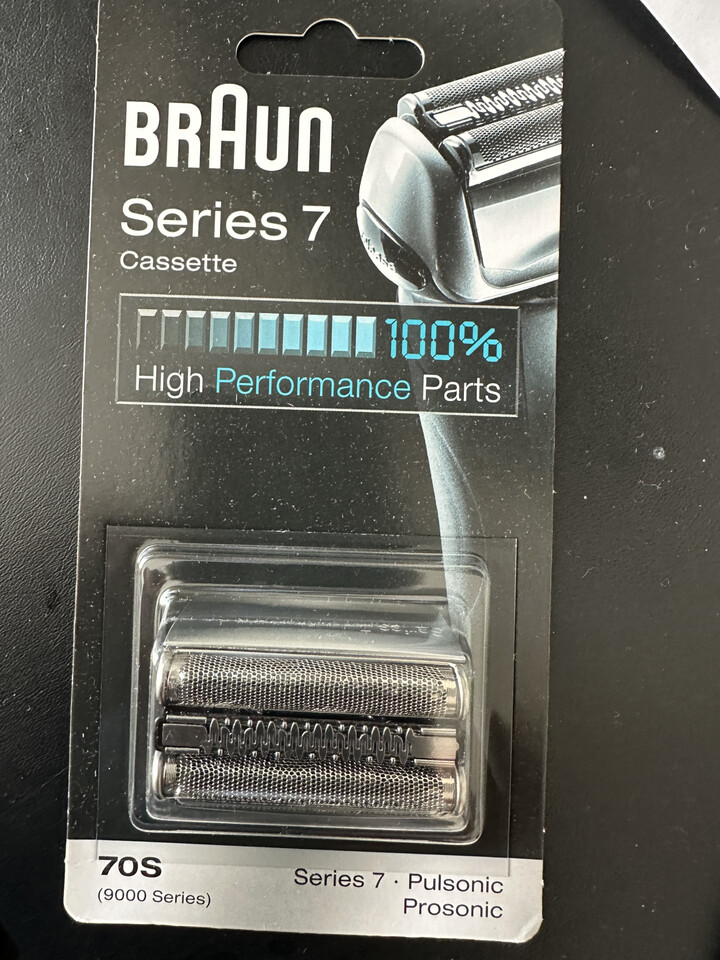 BRAUN
Series 7
Cassette
100%
High Performance Parts
70S
(9000 Series)
Series 7 · Pulsonic
Prosonic